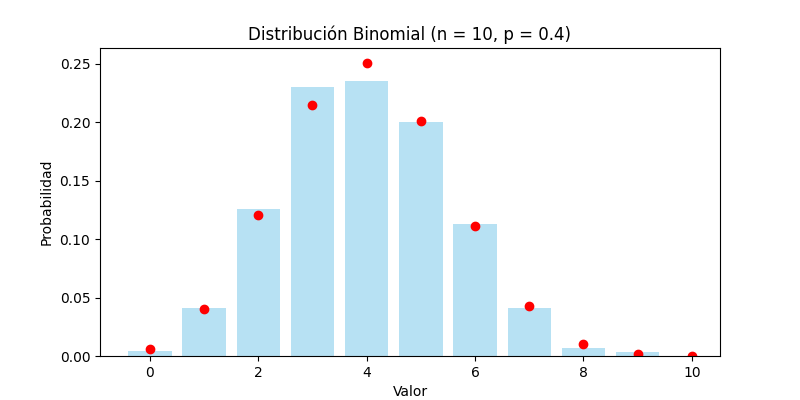 Distribución Binomial (n = 10, p = 0.4)
0.25
0.20
0.15
0.10
0.05
0.00
Probabilidad
0 2 4 6 8 10
Valor